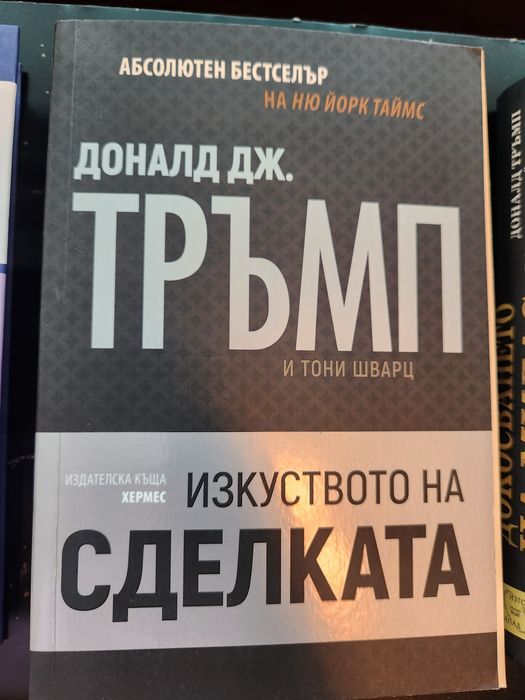 АБСОЛЮТЕН БЕСТСЕЛЪР
НА НЮ ЙОРК ТАЙМС
ДОНАЛД ДЖ.
ТРЪМП
И ТОНИ ШВАРЦ
ИЗДАТЕЛСКА КЪЩА
ХЕРМЕС
ИЗКУСТВОТО НА
СДЕЛКАТА
ДОНАЛД ТРЪМП
ДОКОСВАНЕТО